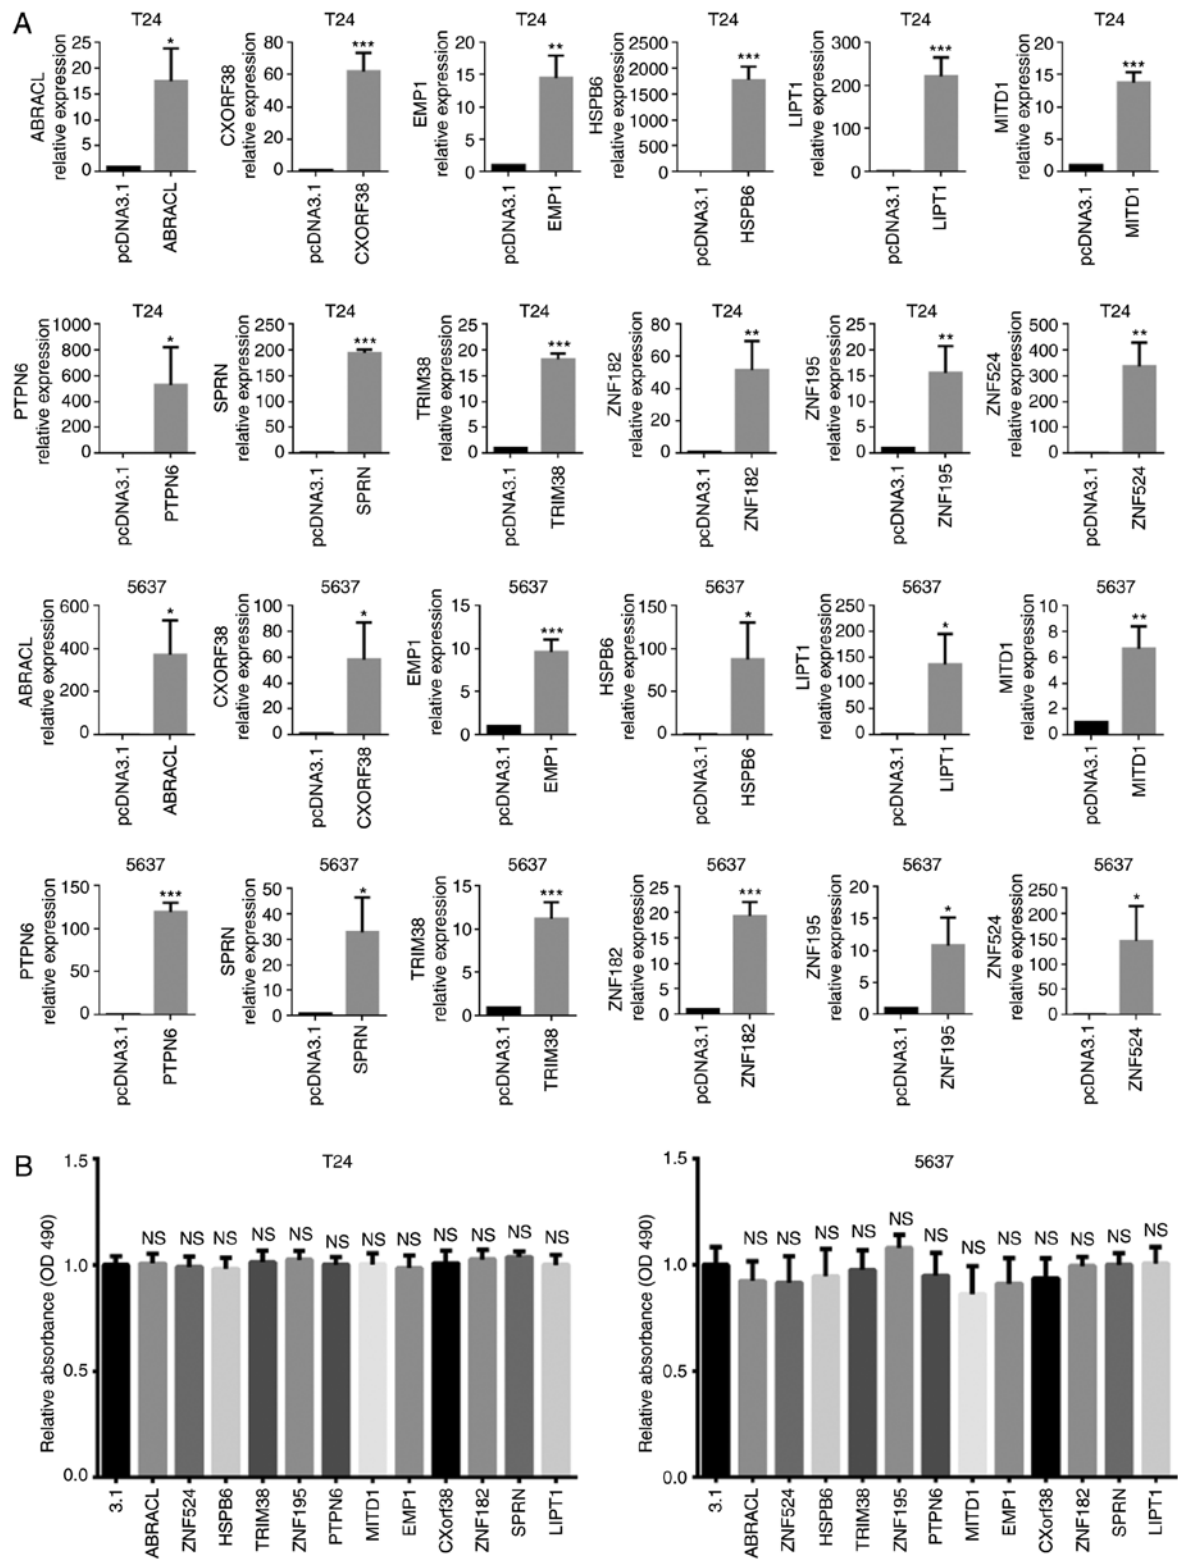 A
T24
T24
T24
T24
T24
T24
ABRACL
relative expression
25
20
15
10
5
0
*
pcDNA3.1
ABRACL
CXORF38
relative expression
80
60
40
20
0
***
pcDNA3.1
CXORF38
EMP1
relative expression
20
15
10
5
0
**
pcDNA3.1
EMP1
HSPB6
relative expression
2500
2000
1500
1000
500
0
***
pcDNA3.1
HSPB6
LIPT1
relative expression
300
200
100
0
***
pcDNA3.1
LIPT1
MITD1
relative expression
20
15
10
5
0
***
pcDNA3.1
MITD1
T24
T24
T24
T24
T24
T24
PTPN6
relative expression
1000
800
600
400
200
0
*
pcDNA3.1
PTPN6
SPRN
relative expression
250
200
150
100
50
0
***
pcDNA3.1
SPRN
TRIM38
relative expression
25
20
15
10
5
0
***
pcDNA3.1
TRIM38
ZNF182
relative expression
80
60
40
20
0
**
pcDNA3.1
ZNF182
ZNF195
relative expression
25
20
15
10
5
0
**
pcDNA3.1
ZNF195
ZNF524
relative expression
500
400
300
200
100
0
**
pcDNA3.1
ZNF524
5637
5637
5637
5637
5637
5637
ABRACL
relative expression
600
400
200
0
*
pcDNA3.1
ABRACL
CXORF38
relative expression
100
80
60
40
20
0
*
pcDNA3.1
CXORF38
EMP1
relative expression
15
10
5
0
***
pcDNA3.1
EMP1
HSPB6
relative expression
150
100
50
0
*
pcDNA3.1
HSPB6
LIPT1
relative expression
250
200
150
100
50
0
*
pcDNA3.1
LIPT1
MITD1
relative expression
8
6
4
2
0
**
pcDNA3.1
MITD1
5637
5637
5637
5637
5637
5637
PTPN6
relative expression
150
100
50
0
***
pcDNA3.1
PTPN6
SPRN
relative expression
50
40
30
20
10
0
*
pcDNA3.1
SPRN
TRIM38
relative expression
15
10
5
0
***
pcDNA3.1
TRIM38
ZNF182
relative expression
25
20
15
10
5
0
***
pcDNA3.1
ZNF182
ZNF195
relative expression
20
15
10
5
0
*
pcDNA3.1
ZNF195
ZNF524
relative expression
250
200
150
100
50
0
*
pcDNA3.1
ZNF524
B
T24
Relative absorbance (OD 490)
1.5
1.0
0.5
0.0
NS NS NS NS NS NS NS NS NS NS NS NS
3.1
ABRACL
ZNF524
HSPB6
TRIM38
ZNF195
PTPN6
MITD1
EMP1
CXorf38
ZNF182
SPRN
LIPT1
5637
Relative absorbance (OD 490)
1.5
1.0
0.5
0.0
NS NS NS NS NS NS NS NS NS NS NS NS
3.1
ABRACL
ZNF524
HSPB6
TRIM38
ZNF195
PTPN6
MITD1
EMP1
CXorf38
ZNF182
SPRN
LIPT1